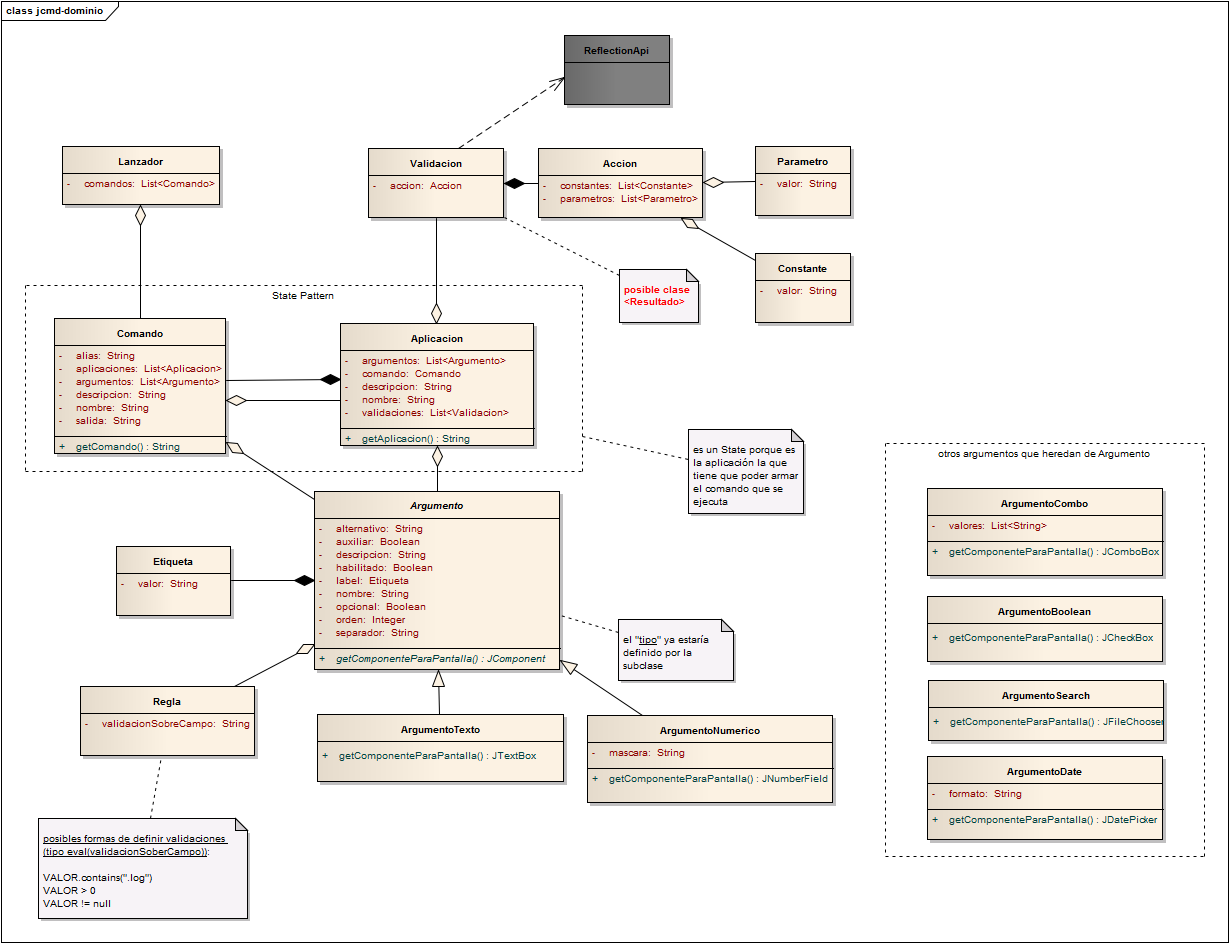 class jcmd-dominio
ReflectionApi
Lanzador
- comandos: List<Comando>
Validacion
- accion: Accion
Accion
- constantes: List<Constante>
- parametros: List<Parametro>
Parametro
- valor: String
Constante
- valor: String
posible clase
<Resultado>
State Pattern
Comando
- alias: String
- aplicaciones: List<Aplicacion>
- argumentos: List<Argumento>
- descripcion: String
- nombre: String
- salida: String
+ getComando() : String
Aplicacion
- argumentos: List<Argumento>
- comando: Comando
- descripcion: String
- nombre: String
- validaciones: List<Validacion>
+ getAplicacion() : String
es un State porque es
la aplicación la que
tiene que poder armar
el comando que se
ejecuta
Argumento
- alternativo: String
- auxiliar: Boolean
- descripcion: String
- habilitado: Boolean
- label: Etiqueta
- nombre: String
- opcional: Boolean
- orden: Integer
- separador: String
+ getComponenteParaPantalla() : JComponent
Etiqueta
- valor: String
el "tipo" ya estaría
definido por la
subclase
Regla
- validacionSobreCampo: String
ArgumentoTexto
+ getComponenteParaPantalla() : JTextBox
ArgumentoNumerico
- mascara: String
+ getComponenteParaPantalla() : JNumberField
posibles formas de definir validaciones
(tipo eval(validacionSoberCampo)):
VALOR.contains(".log")
VALOR > 0
VALOR != null
otros argumentos que heredan de Argumento
ArgumentoCombo
- valores: List<String>
+ getComponenteParaPantalla() : JComboBox
ArgumentoBoolean
+ getComponenteParaPantalla() : JCheckBox
ArgumentoSearch
+ getComponenteParaPantalla() : JFileChooser
ArgumentoDate
- formato: String
+ getComponenteParaPantalla() : JDatePicker